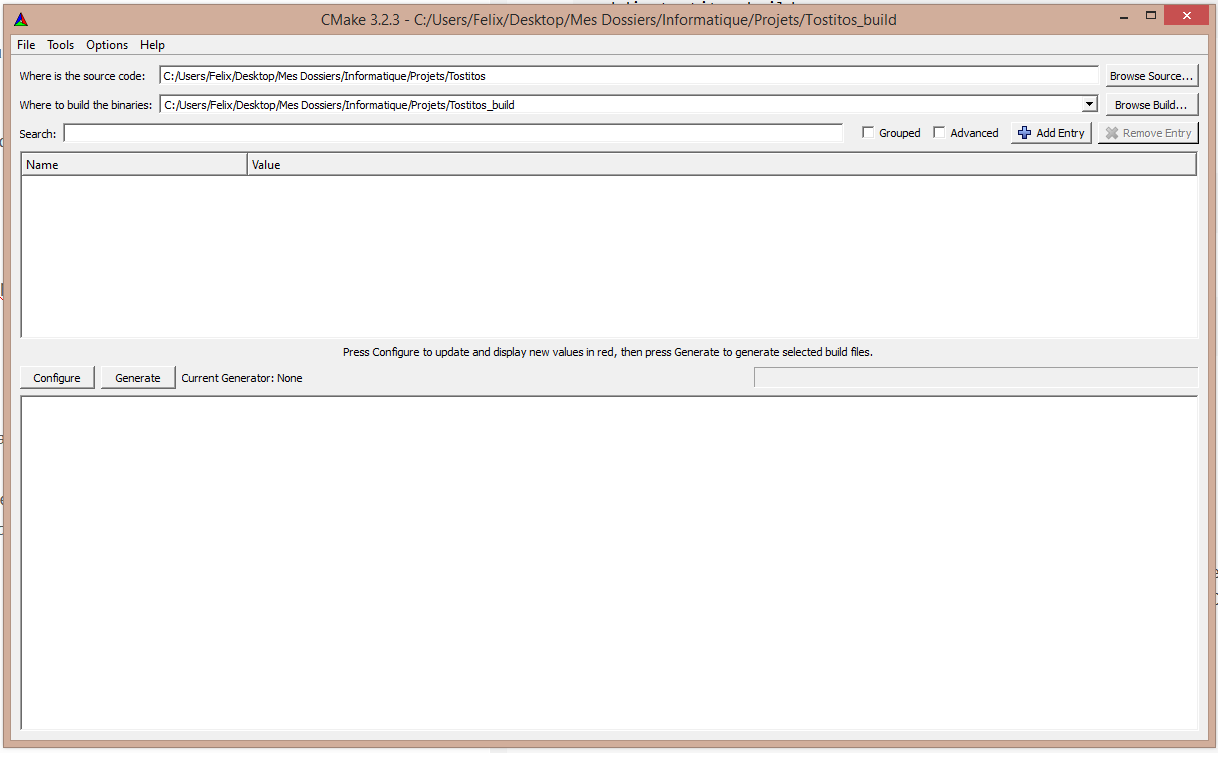 CMake 3.2.3 - C:/Users/Felix/Desktop/Mes Dossiers/Informatique/Projets/Tostitos_build
File Tools Options Help
Where is the source code: C:/Users/Felix/Desktop/Mes Dossiers/Informatique/Projets/Tostitos Browse Source...
Where to build the binaries: C:/Users/Felix/Desktop/Mes Dossiers/Informatique/Projets/Tostitos_build Browse Build...
Search: Grouped Advanced Add Entry Remove Entry
Name Value
Press Configure to update and display new values in red, then press Generate to generate selected build files.
Configure Generate Current Generator: None